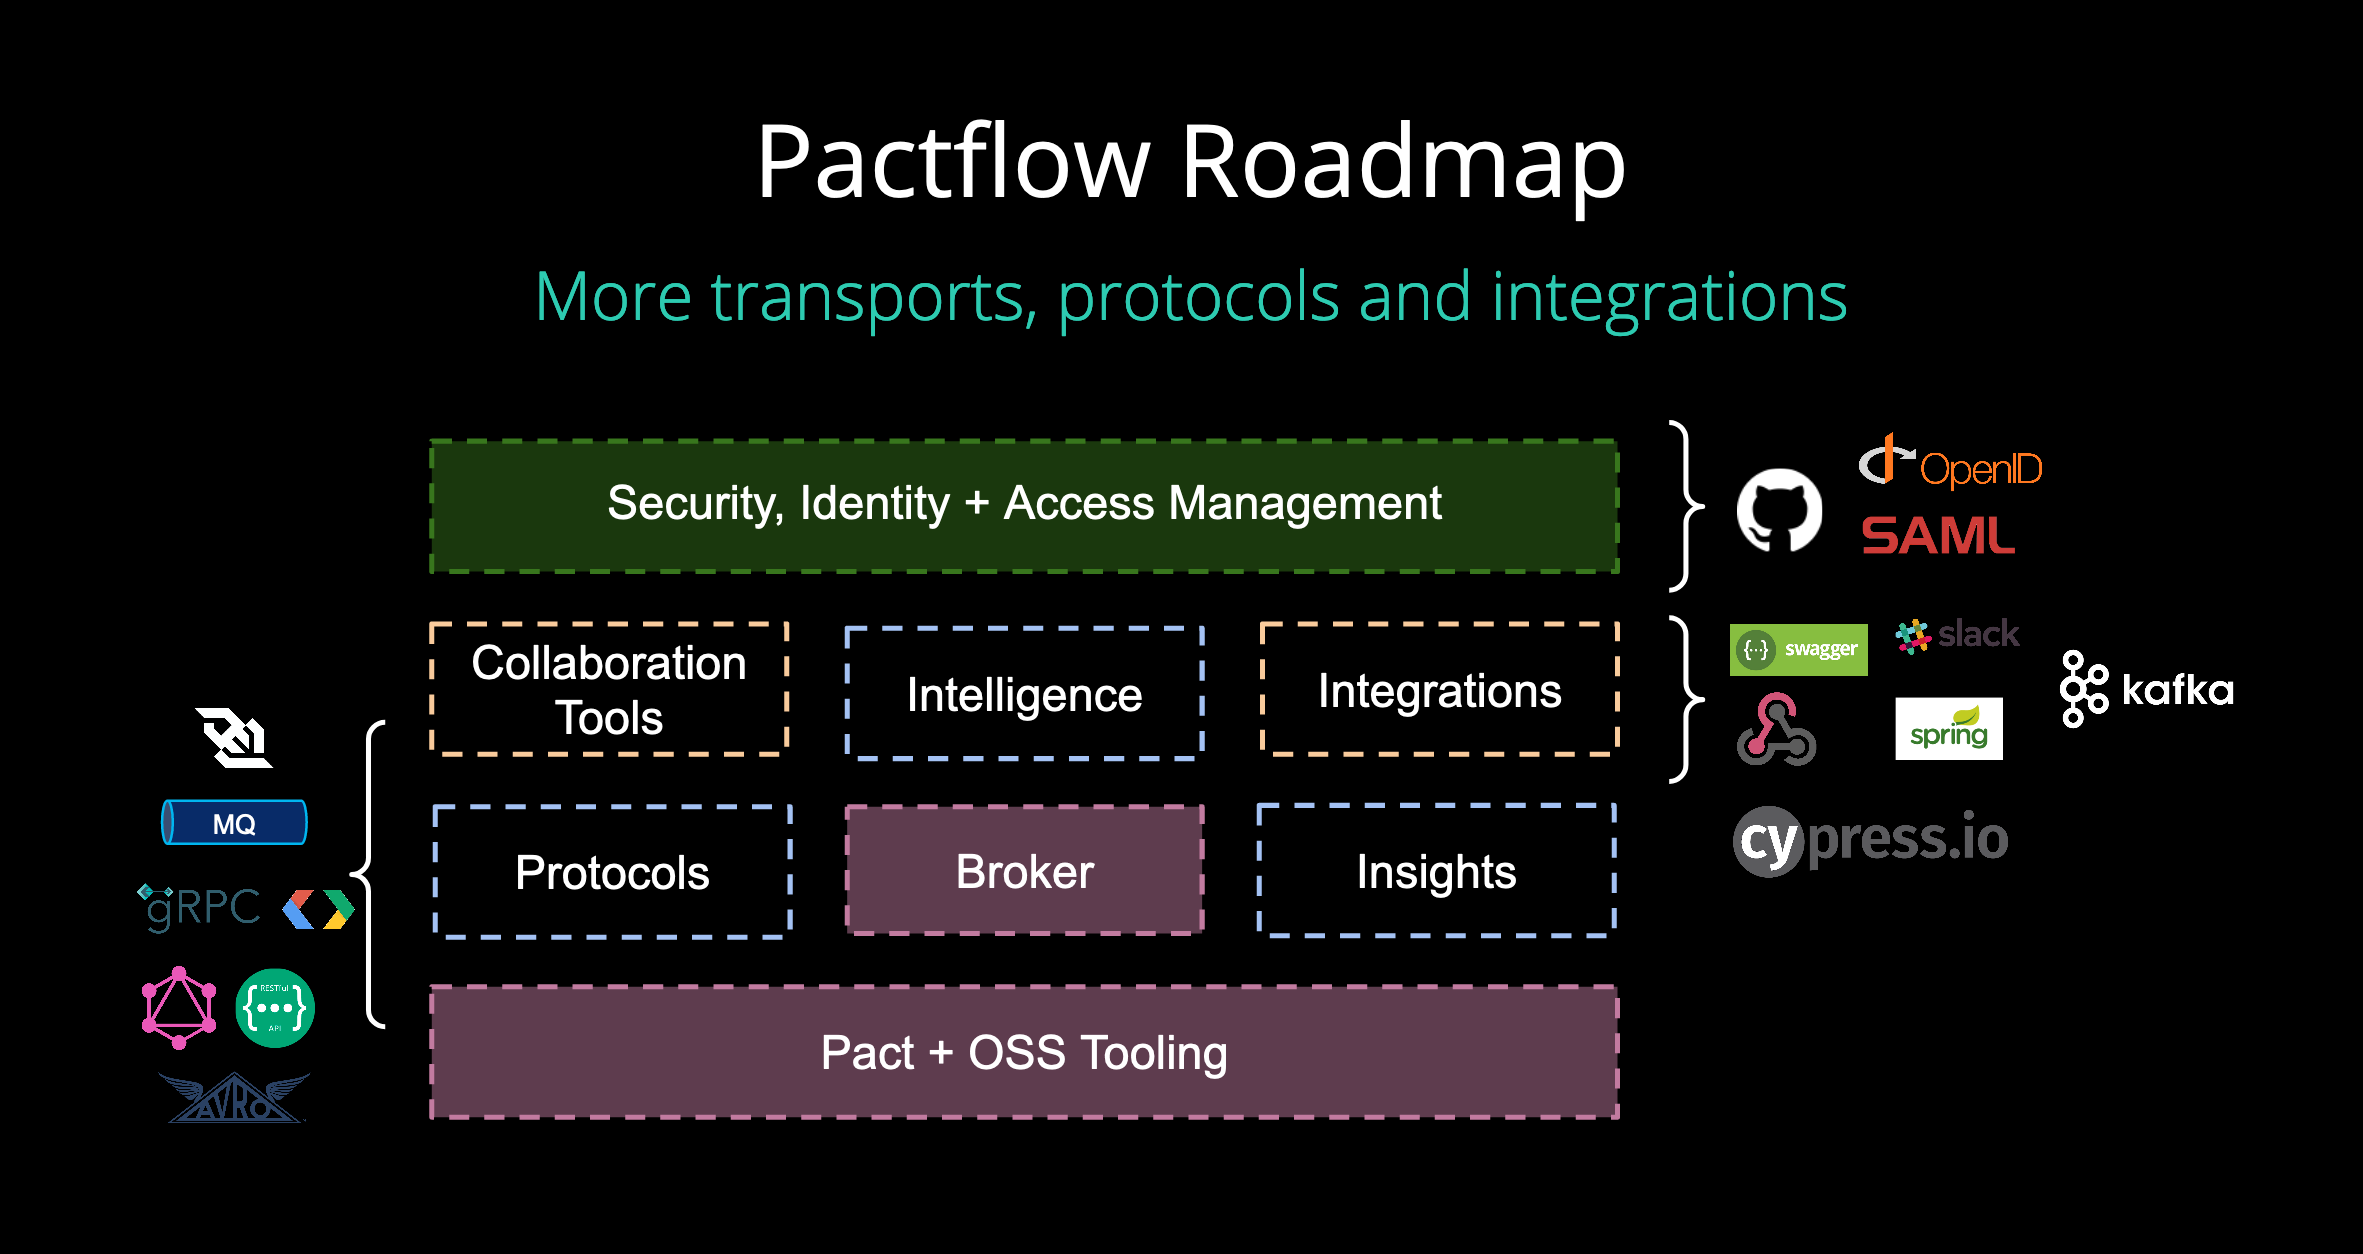 Pactflow Roadmap
More transports, protocols and integrations
Security, Identity + Access Management
OpenID
SAML
Collaboration
Tools
Intelligence
Integrations
swagger
slack
spring
kafka
MQ
gRPC
Protocols
Broker
Insights
cypress.io
RESTful
API
Pact + OSS Tooling
AVRO